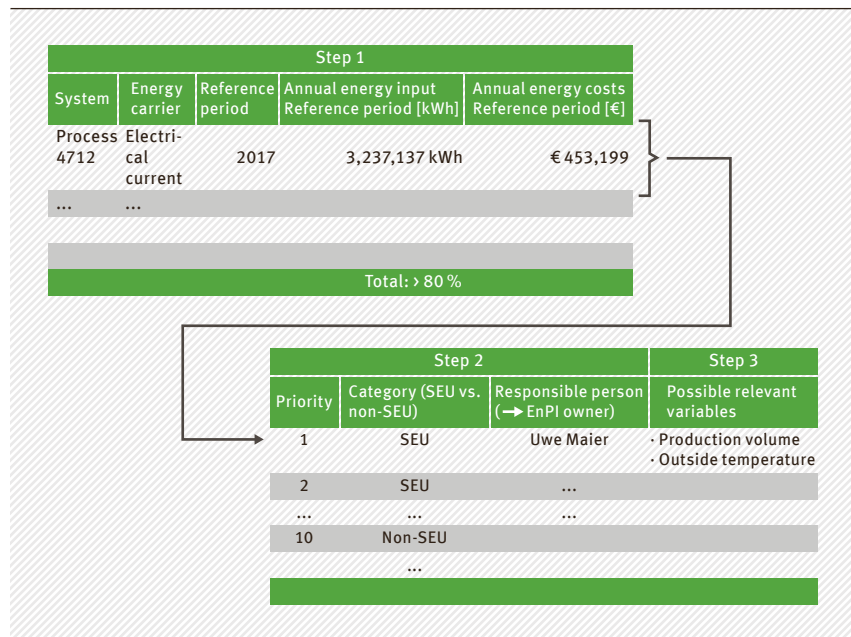 Step 1
System
Energy carrier
Reference period
Annual energy input Reference period [kWh]
Annual energy costs Reference period [€]
Process 4712
Electri-
cal
current
2017
3,237,137 kWh
€ 453,199
...
...
Total: > 80 %
Step 2
Step 3
Priority
Category (SEU vs. non-SEU)
Responsible person (→ EnPI owner)
Possible relevant variables
1
SEU
Uwe Maier
· Production volume
· Outside temperature
2
SEU
...
...
...
...
10
Non-SEU
...